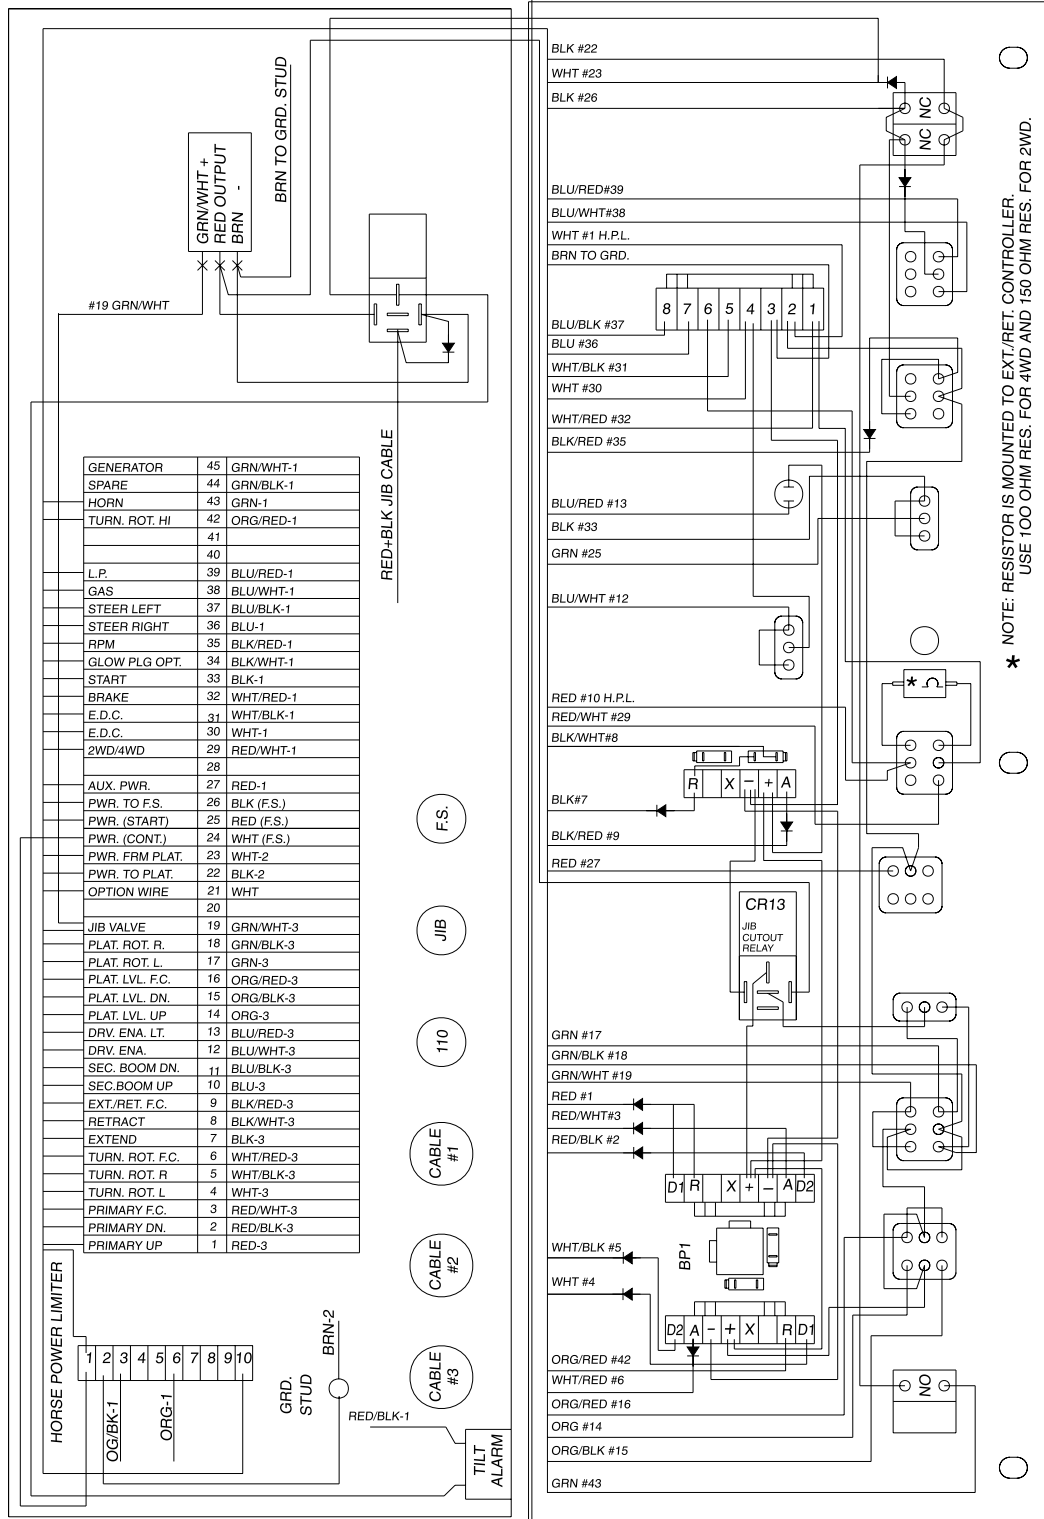 GRN/WHT +
RED OUTPUT
BRN -
BRN TO GRD. STUD
#19 GRN/WHT
RED+BLK JIB CABLE
GENERATOR 45 GRN/WHT-1
SPARE 44 GRN/BLK-1
HORN 43 GRN-1
TURN. ROT. HI 42 ORG/RED-1
41
40
L.P. 39 BLU/RED-1
GAS 38 BLU/WHT-1
STEER LEFT 37 BLU/BLK-1
STEER RIGHT 36 BLU-1
RPM 35 BLK/RED-1
GLOW PLG OPT. 34 BLK/WHT-1
START 33 BLK-1
BRAKE 32 WHT/RED-1
E.D.C. 31 WHT/BLK-1
E.D.C. 30 WHT-1
2WD/4WD 29 RED/WHT-1
28
AUX. PWR. 27 RED-1
PWR. TO F.S. 26 BLK (F.S.)
PWR. (START) 25 RED (F.S.)
PWR. (CONT.) 24 WHT (F.S.)
PWR. FRM PLAT. 23 WHT-2
PWR. TO PLAT. 22 BLK-2
OPTION WIRE 21 WHT
20
JIB VALVE 19 GRN/WHT-3
PLAT. ROT. R. 18 GRN/BLK-3
PLAT. ROT. L. 17 GRN-3
PLAT. LVL. F.C. 16 ORG/RED-3
PLAT. LVL. DN. 15 ORG/BLK-3
PLAT. LVL. UP 14 ORG-3
DRV. ENA. LT. 13 BLU/RED-3
DRV. ENA. 12 BLU/WHT-3
SEC. BOOM DN. 11 BLU/BLK-3
SEC.BOOM UP 10 BLU-3
EXT./RET. F.C. 9 BLK/RED-3
RETRACT 8 BLK/WHT-3
EXTEND 7 BLK-3
TURN. ROT. F.C. 6 WHT/RED-3
TURN. ROT. R 5 WHT/BLK-3
TURN. ROT. L 4 WHT-3
PRIMARY F.C. 3 RED/WHT-3
PRIMARY DN. 2 RED/BLK-3
PRIMARY UP 1 RED-3
F.S.
JIB
110
CABLE #1
CABLE #2
CABLE #3
HORSE POWER LIMITER
1 2 3 4 5 6 7 8 9 10
OG/BK-1
ORG-1
GRD. STUD
BRN-2
RED/BLK-1
TILT ALARM
BLK #22
WHT #23
BLK #26
NC NC
NC NC
BLU/RED#39
BLU/WHT#38
WHT #1 H.P.L.
BRN TO GRD.
8 7 6 5 4 3 2 1
BLU/BLK #37
BLU #36
WHT/BLK #31
WHT #30
WHT/RED #32
BLK/RED #35
BLU/RED #13
BLK #33
GRN #25
BLU/WHT #12
RED #10 H.P.L.
RED/WHT #29
BLK/WHT#8
R X − + A
BLK#7
BLK/RED #9
RED #27
* Ω
CR13
JIB
CUTOUT
RELAY
GRN #17
GRN/BLK #18
GRN/WHT #19
RED #1
RED/WHT#3
RED/BLK #2
D1 R X + − A D2
WHT/BLK #5
WHT #4
BP1
D2 A − + X R D1
ORG/RED #42
WHT/RED #6
ORG/RED #16
ORG #14
ORG/BLK #15
GRN #43
NO
* NOTE: RESISTOR IS MOUNTED TO EXT./RET. CONTROLLER.
USE 100 OHM RES. FOR 4WD AND 150 OHM RES. FOR 2WD.